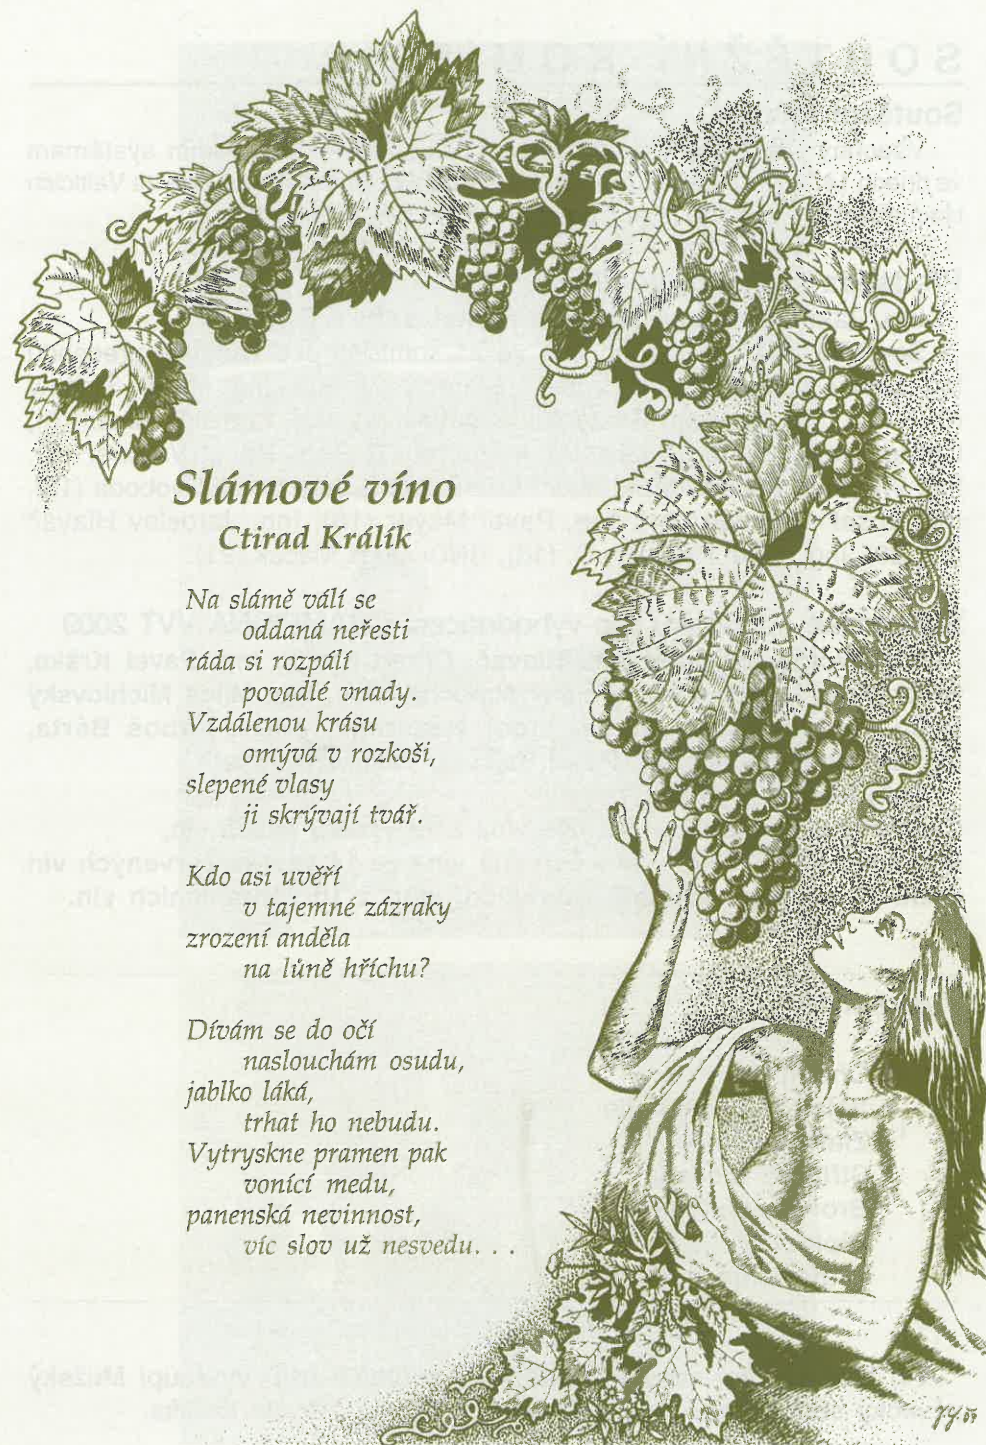 Slámové víno
Ctirad Králík
Na slámě válí se
oddaná neřesti
ráda si rozpálí
povadlé vnady.
Vzdálenou krásu
omývá v rozkoši,
slepené vlasy
ji skrývají tvář.
Kdo asi uvěří
v tajemné zázraky
zrození anděla
na lůně hříchu?
Dívám se do očí
naslouchám osudu,
jablko láká,
trhat ho nebudu.
Vytryskne pramen pak
vonící medu,
panenská nevinnost,
víc slov už nesvedu. . .